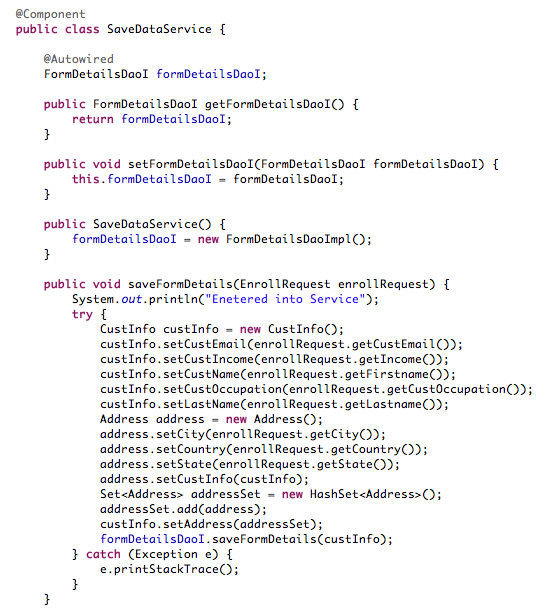 @Component
public class SaveDataService {
@Autowired
FormDetailsDaoI formDetailsDaoI;
public FormDetailsDaoI getFormDetailsDaoI() {
return formDetailsDaoI;
}
public void setFormDetailsDaoI(FormDetailsDaoI formDetailsDaoI) {
this.formDetailsDaoI = formDetailsDaoI;
}
public SaveDataService() {
formDetailsDaoI = new FormDetailsDaoImpl();
}
public void saveFormDetails(EnrollRequest enrollRequest) {
System.out.println("Enetered into Service");
try {
CustInfo custInfo = new CustInfo();
custInfo.setCustEmail(enrollRequest.getCustEmail());
custInfo.setCustIncome(enrollRequest.getIncome());
custInfo.setCustName(enrollRequest.getFirstname());
custInfo.setCustOccupation(enrollRequest.getCustOccupation());
custInfo.setLastName(enrollRequest.getLastname());
Address address = new Address();
address.setCity(enrollRequest.getCity());
address.setCountry(enrollRequest.getCountry());
address.setState(enrollRequest.getState());
address.setCustInfo(custInfo);
Set<Address> addressSet = new HashSet<Address>();
addressSet.add(address);
custInfo.setAddress(addressSet);
formDetailsDaoI.saveFormDetails(custInfo);
} catch (Exception e) {
e.printStackTrace();
}
}